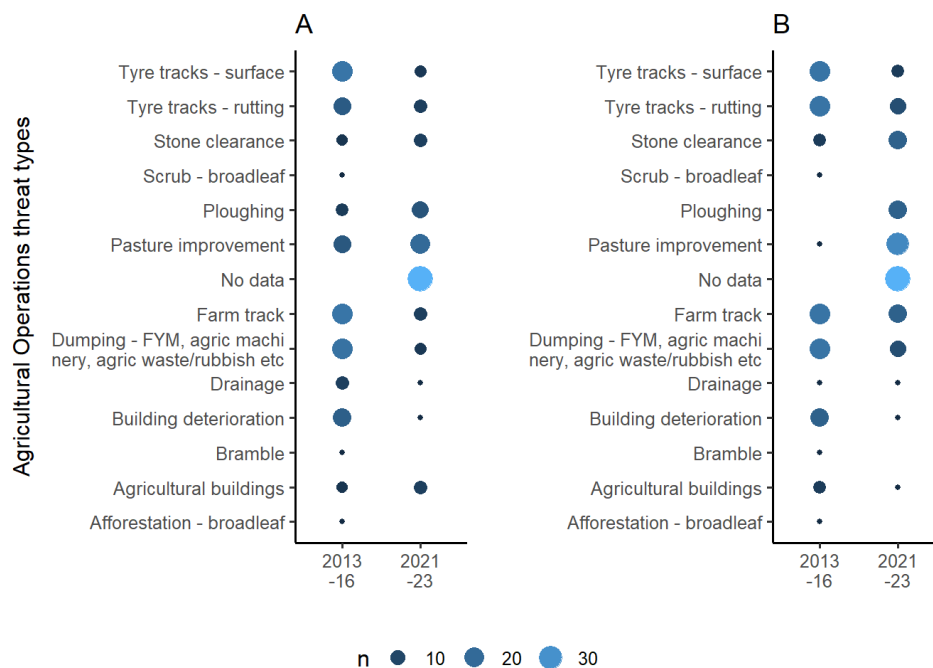 A
B
Agricultural Operations threat types
Tyre tracks - surface
Tyre tracks - rutting
Stone clearance
Scrub - broadleaf
Ploughing
Pasture improvement
No data
Farm track
Dumping - FYM, agric machi
nery, agric waste/rubbish etc
Drainage
Building deterioration
Bramble
Agricultural buildings
Afforestation - broadleaf
2013
-16
2021
-23
Tyre tracks - surface
Tyre tracks - rutting
Stone clearance
Scrub - broadleaf
Ploughing
Pasture improvement
No data
Farm track
Dumping - FYM, agric machi
nery, agric waste/rubbish etc
Drainage
Building deterioration
Bramble
Agricultural buildings
Afforestation - broadleaf
2013
-16
2021
-23
n 10 20 30